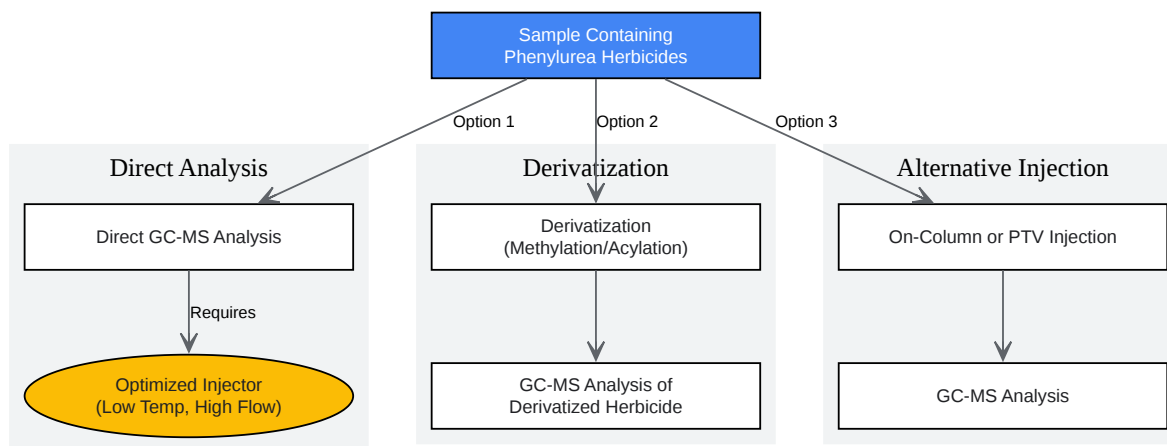 Sample Containing
Phenylurea Herbicides
Option 1
Option 2
Option 3
Direct Analysis
Derivatization
Alternative Injection
Direct GC-MS Analysis
Derivatization
(Methylation/Acylation)
On-Column or PTV Injection
Requires
Optimized Injector
(Low Temp, High Flow)
GC-MS Analysis of
Derivatized Herbicide
GC-MS Analysis